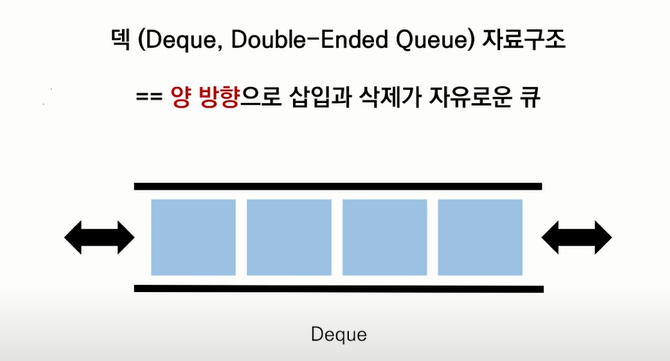 덱 (Deque, Double-Ended Queue) 자료구조
== 양 방향으로 삽입과 삭제가 자유로운 큐
Deque